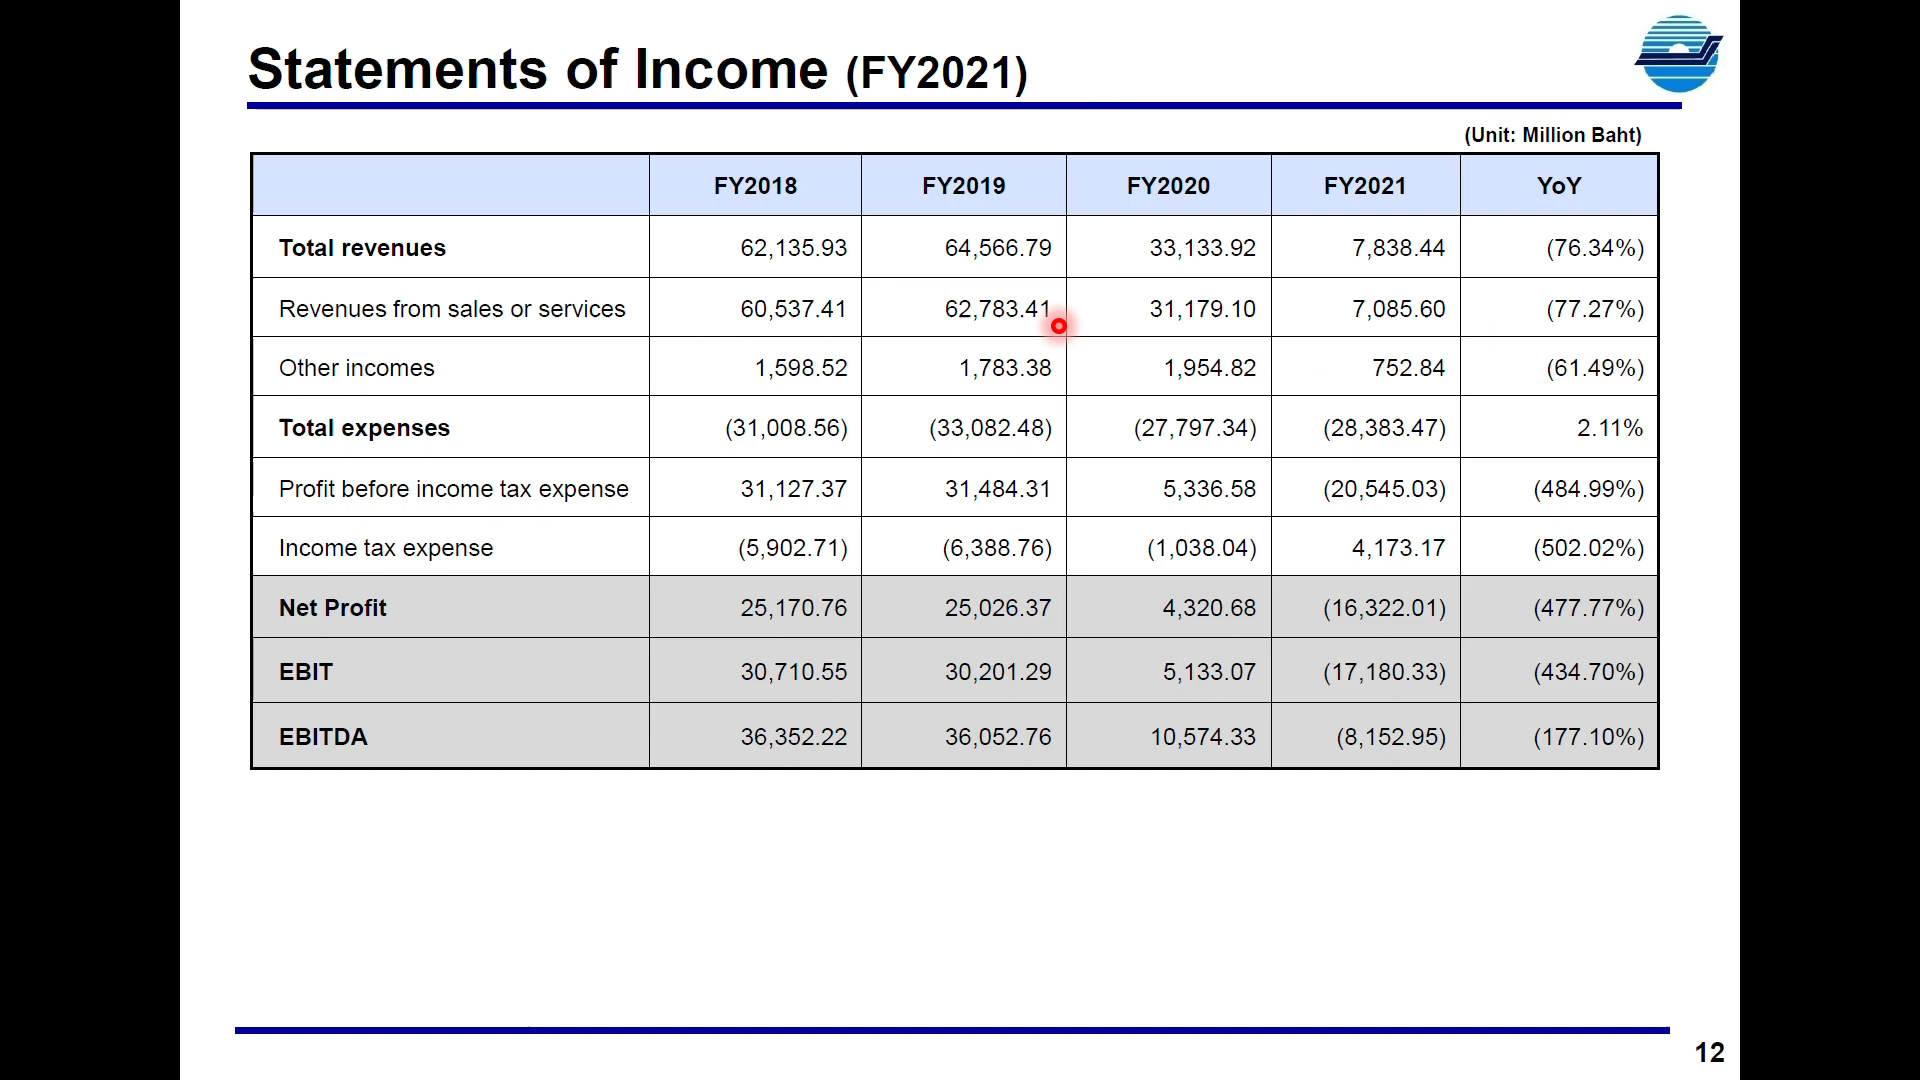 Statements of Income (FY2021)
(Unit: Million Baht)
FY2018 FY2019 FY2020 FY2021 YoY
Total revenues 62,135.93 64,566.79 33,133.92 7,838.44 (76.34%)
Revenues from sales or services 60,537.41 62,783.41 31,179.10 7,085.60 (77.27%)
Other incomes 1,598.52 1,783.38 1,954.82 752.84 (61.49%)
Total expenses (31,008.56) (33,082.48) (27,797.34) (28,383.47) 2.11%
Profit before income tax expense 31,127.37 31,484.31 5,336.58 (20,545.03) (484.99%)
Income tax expense (5,902.71) (6,388.76) (1,038.04) 4,173.17 (502.02%)
Net Profit 25,170.76 25,026.37 4,320.68 (16,322.01) (477.77%)
EBIT 30,710.55 30,201.29 5,133.07 (17,180.33) (434.70%)
EBITDA 36,352.22 36,052.76 10,574.33 (8,152.95) (177.10%)
12